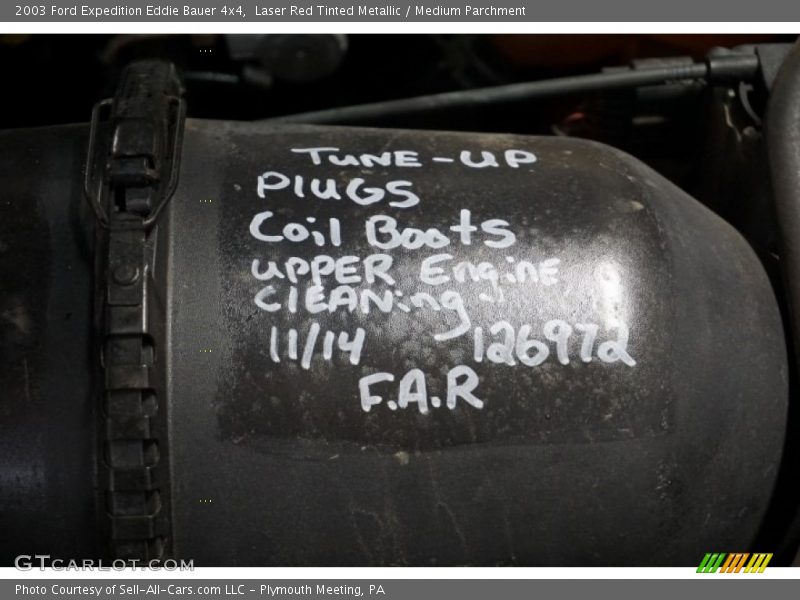 2003 Ford Expedition Eddie Bauer 4x4, Laser Red Tinted Metallic / Medium Parchment
TUNE-UP
PlUGS
Coil Boots
UPPER EnginE
ClEANing
11/14 126972
F.A.R
GTCARLOT.COM
Photo Courtesy of Sell-All-Cars.com LLC - Plymouth Meeting, PA